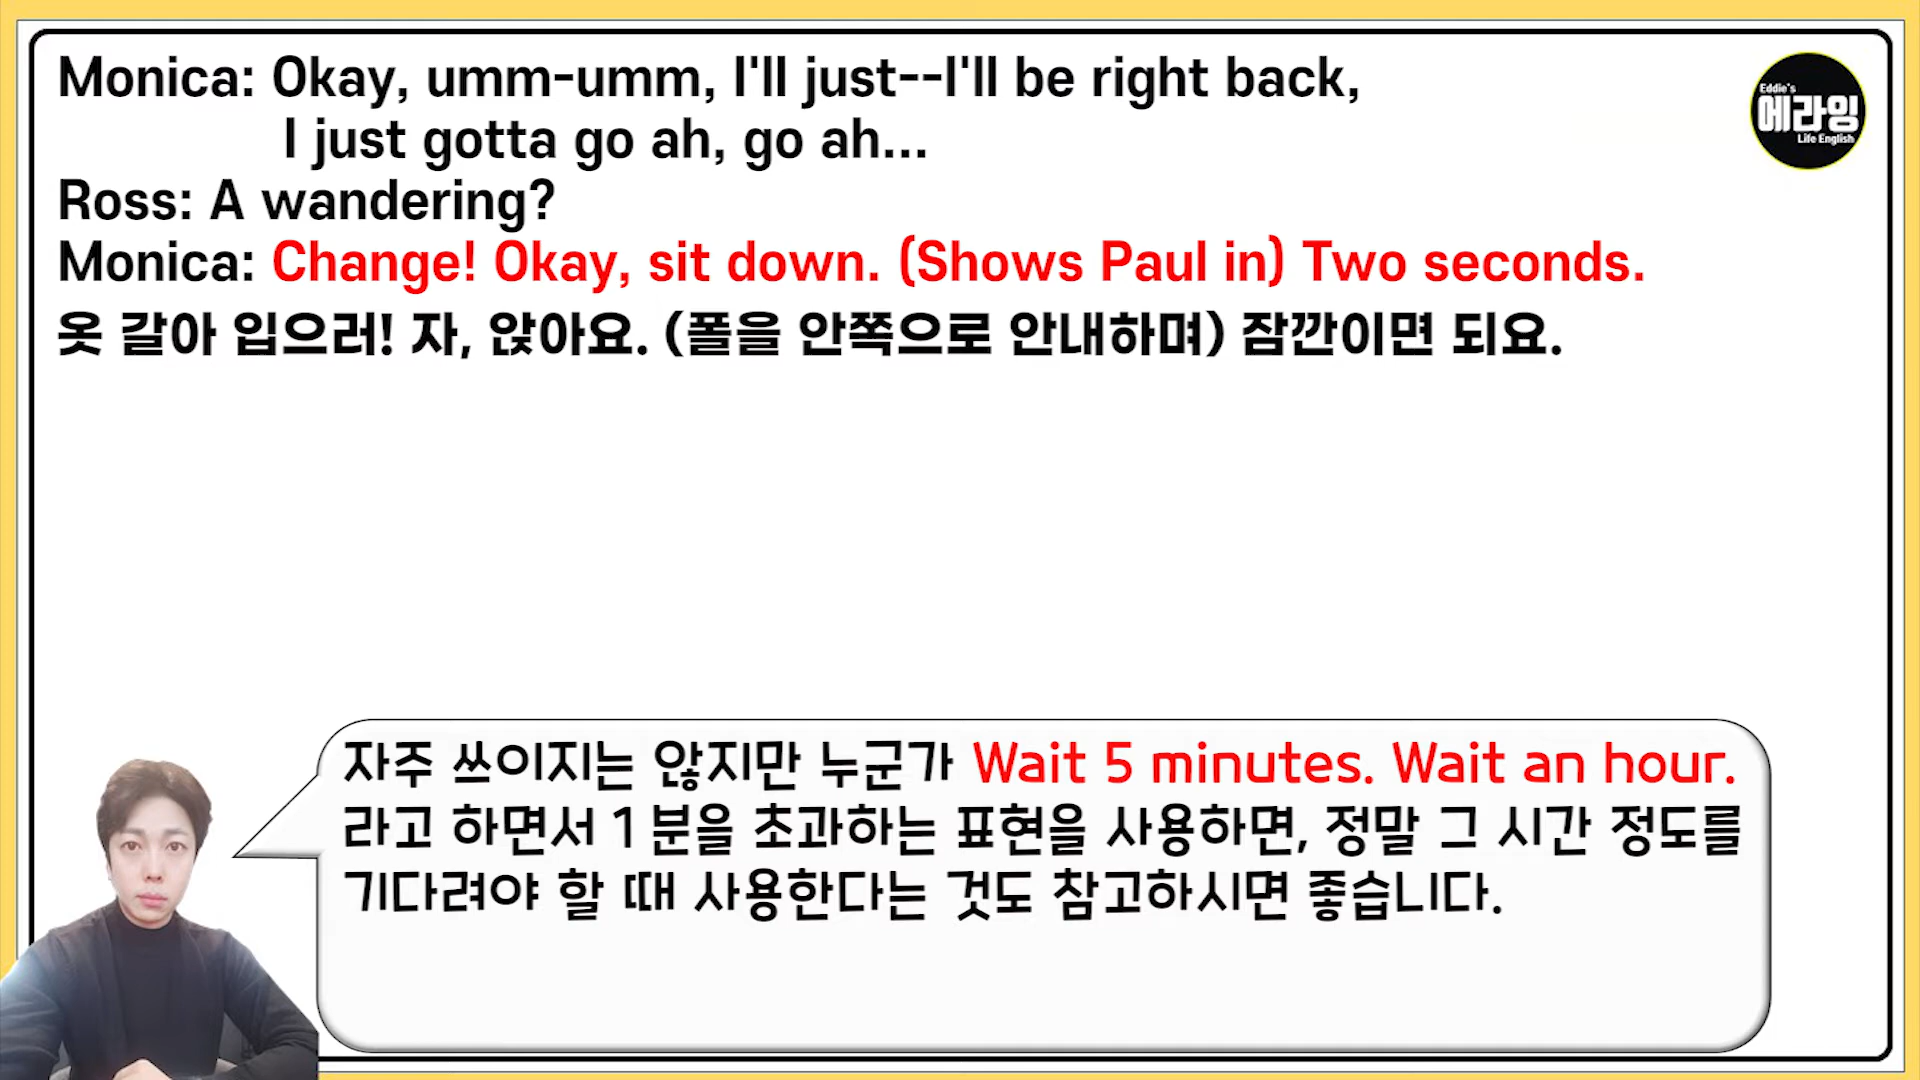 Monica: Okay, umm-umm, I'll just--I'll be right back,
I just gotta go ah, go ah...
Ross: A wandering?
Monica: Change! Okay, sit down. (Shows Paul in) Two seconds.
옷 갈아 입으러! 자, 앉아요. (폴을 안쪽으로 안내하며) 잠깐이면 되요.
Eddie's
에라잉
Life English
자주 쓰이지는 않지만 누군가 Wait 5 minutes. Wait an hour.
라고 하면서 1분을 초과하는 표현을 사용하면, 정말 그 시간 정도를
기다려야 할 때 사용한다는 것도 참고하시면 좋습니다.